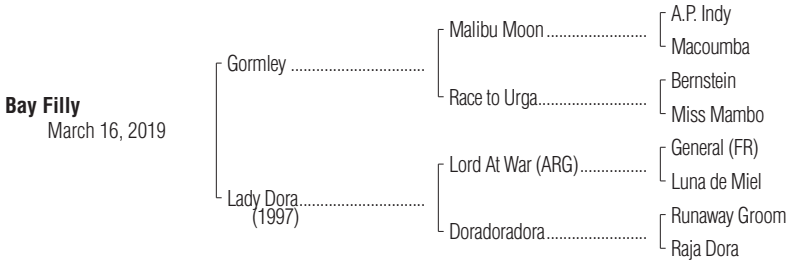 A.P. Indy
Malibu Moon........................
Macoumba
Gormley ................................
Bernstein
Race to Urga..........................
Miss Mambo
Bay Filly
March 16, 2019
General (FR)
Lord At War (ARG)................
Luna de Miel
Lady Dora..............................
(1997)
Runaway Groom
Doradoradora........................
Raja Dora